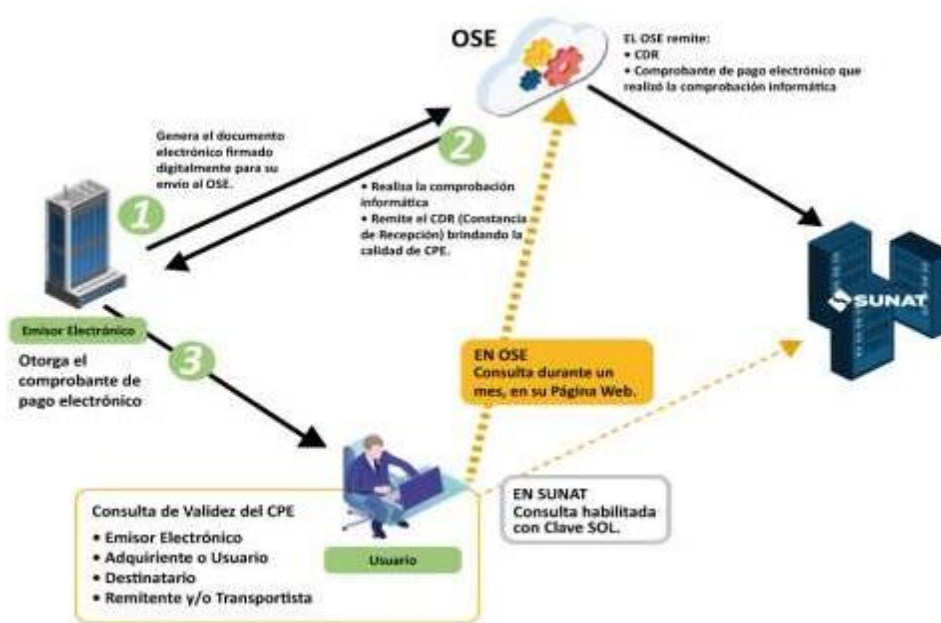 OSE
EL OSE remite:
• CDR
• Comprobante de pago electrónico que
realizó la comprobación informática
Genera el documento
electrónico firmado
digitalmente para su
envío al OSE.
1
2
• Realiza la comprobación
informática
• Remite el CDR (Constancia
de Recepción) brindando la
calidad de CPE.
SUNAT
Emisor Electrónico
3
Otorga el
comprobante de
pago electrónico
EN OSE
Consulta durante un
mes, en su Página Web.
EN SUNAT
Consulta habilitada
con Clave SOL.
Consulta de Validez del CPE
• Emisor Electrónico
• Adquiriente o Usuario
• Destinatario
• Remitente y/o Transportista
Usuario